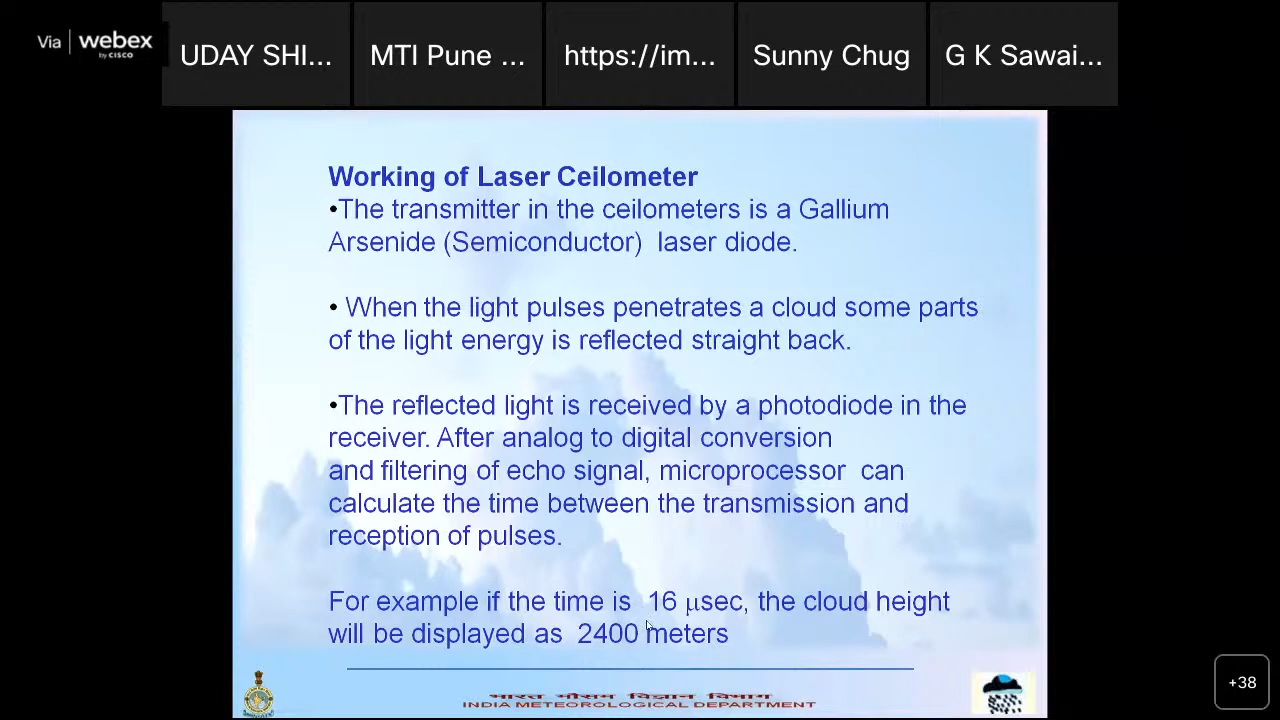 Via webex
by CISCO
UDAY SHI...
MTI Pune ...
https://im...
Sunny Chug
G K Sawai...
Working of Laser Ceilometer
•The transmitter in the ceilometers is a Gallium
Arsenide (Semiconductor) laser diode.
• When the light pulses penetrates a cloud some parts
of the light energy is reflected straight back.
•The reflected light is received by a photodiode in the
receiver. After analog to digital conversion
and filtering of echo signal, microprocessor can
calculate the time between the transmission and
reception of pulses.
For example if the time is 16 μsec, the cloud height
will be displayed as 2400 meters
भारत मौसम विज्ञान विभाग
INDIA METEOROLOGICAL DEPARTMENT
+38